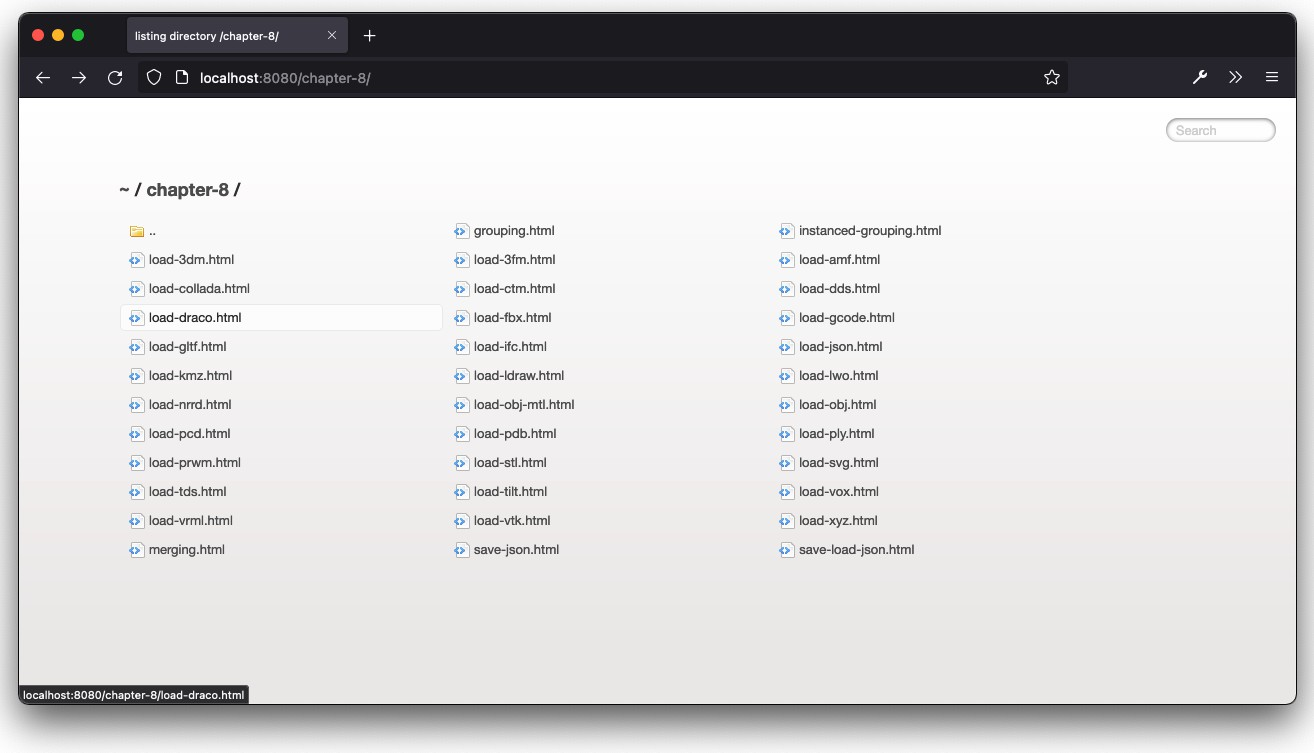 listing directory /chapter-8/
localhost:8080/chapter-8/
Search
~ / chapter-8 /
.. grouping.html instanced-grouping.html
load-3dm.html load-3fm.html load-amf.html
load-collada.html load-ctm.html load-dds.html
load-draco.html load-fbx.html load-gcode.html
load-gltf.html load-ifc.html load-json.html
load-kmz.html load-ldraw.html load-lwo.html
load-nrrd.html load-obj-mtl.html load-obj.html
load-pcd.html load-pdb.html load-ply.html
load-prwm.html load-stl.html load-svg.html
load-tds.html load-tilt.html load-vox.html
load-vrml.html load-vtk.html load-xyz.html
merging.html save-json.html save-load-json.html
localhost:8080/chapter-8/load-draco.html